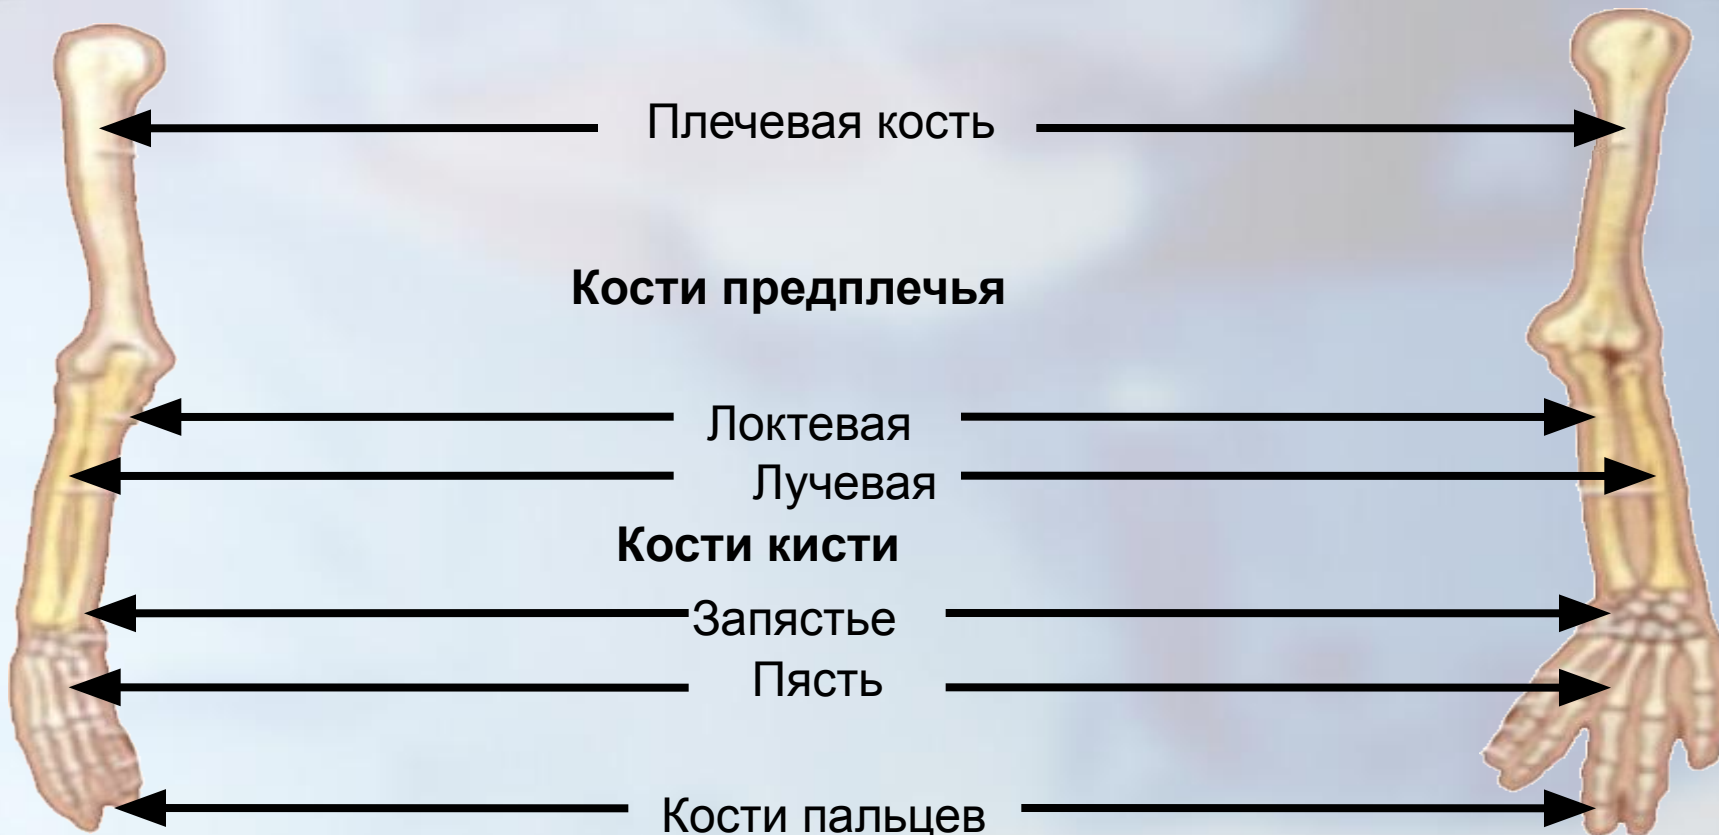 Плечевая кость
Кости предплечья
Локтевая
Лучевая
Кости кисти
Запястье
Пясть
Кости пальцев